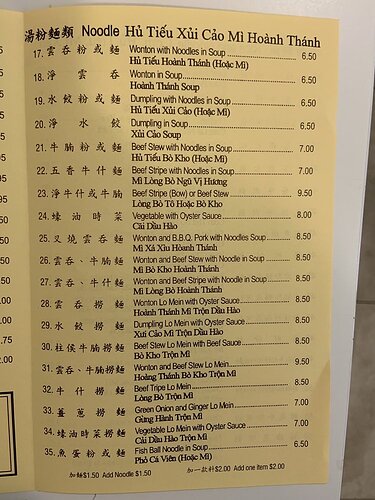 湯粉麵類 Noodle Hủ Tiếu Xủi Cảo Mì Hoành Thánh
17. 雲吞粉或麵 Wonton with Noodles in Soup 6.50
Hủ Tiếu Hoành Thánh (Hoặc Mì)
18. 淨雲吞 Wonton in Soup 6.50
Hoành Thánh Soup
19. 水餃粉或麵 Dumpling with Noodles in Soup 6.50
Hủ Tiếu Xủi Cảo (Hoặc Mì)
20. 淨水餃 Dumpling in Soup 6.50
Xủi Cảo Soup
21. 牛腩粉或麵 Beef Stew with Noodles in Soup 7.00
Hủ Tiếu Bò Kho (Hoặc Mì)
22. 五香牛什麵 Beef Stripe with Noodles in Soup 7.00
Mì Lòng Bò Ngũ Vị Hương
23. 淨牛什或牛腩 Beef Stripe (Bow) or Beef Stew 9.50
Lòng Bò Tô Hoặc Bò Kho
24. 蠔油時菜 Vegetable with Oyster Sauce 8.00
Cải Dầu Hào
25. 叉燒雲吞麵 Wonton and B.B.Q. Pork with Noodles Soup 8.50
Mì Xá Xíu Hoành Thánh
26. 雲吞、牛腩麵 Wonton and Beef Stew with Noodle in Soup 8.50
Mì Bò Kho Hoành Thánh
27. 雲吞、牛什麵 Wonton and Beef Stripe with Noodle in Soup 8.50
Mì Lòng Bò Hoành Thánh
28. 雲吞撈麵 Wonton Lo Mein with Oyster Sauce 8.50
Hoành Thánh Mì Trộn Dầu Hào
29. 水餃撈麵 Dumpling Lo Mein with Oyster Sauce 8.50
Xuí Cảo Mì Trộn Dầu Hào
30. 柱侯牛腩撈麵 Beef Stew Lo Mein with Beef Sauce 8.50
Bò Kho Trộn Mì
31. 雲吞、牛腩撈麵 Wonton and Beef Stew Lo Mein 9.50
Hoàng Thánh Bò Kho Trộn Mì
32. 牛什撈麵 Beef Tripe Lo Mein 8.50
Lòng Bò Trộn Mì
33. 薑蔥撈麵 Green Onion and Ginger Lo Mein 7.00
Gừng Hành Trộn Mì
34. 蠔油時菜撈麵 Vegetable Lo Mein with Oyster Sauce 7.00
Cải Dầu Hào Trộn Mì
35. 魚蛋粉或麵 Fish Ball Noodle in Soup 6.50
Phở Cá Viên (Hoặc Mì)
加麵$1.50 Add Noodle $1.50 加一款料$2.00 Add one item $2.00